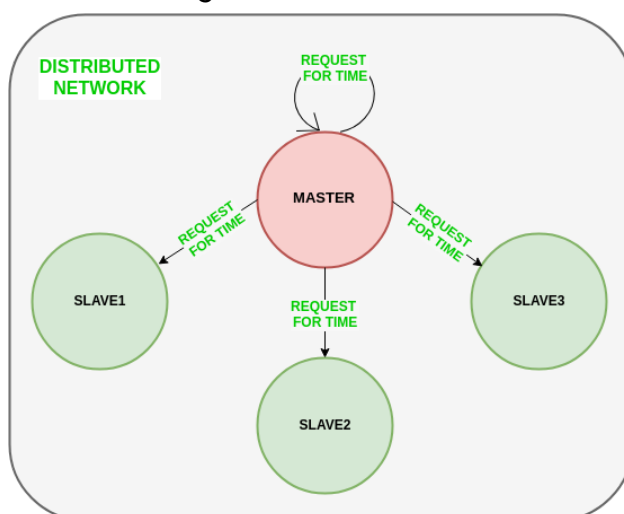 DISTRIBUTED
NETWORK
REQUEST
FOR TIME
MASTER
REQUEST
FOR TIME
REQUEST
FOR TIME
SLAVE1
SLAVE3
REQUEST
FOR TIME
SLAVE2